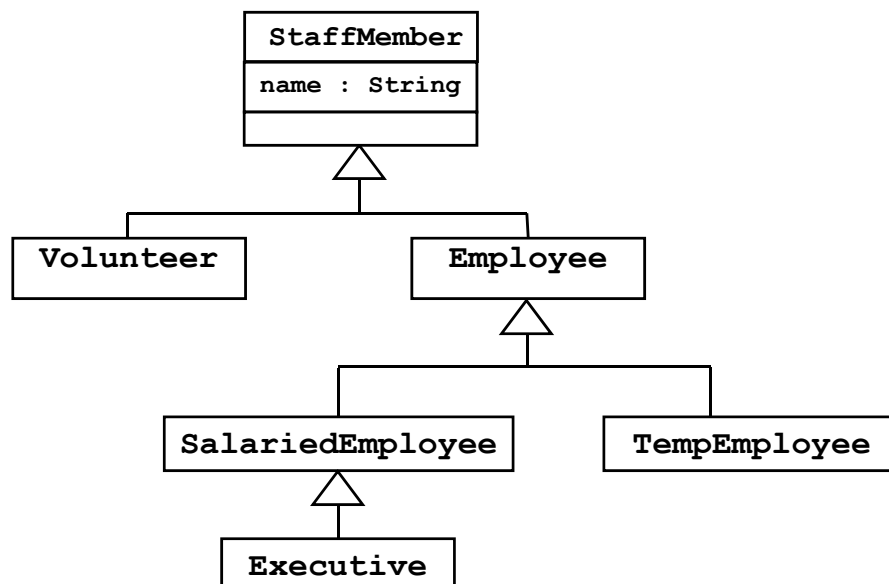 StaffMember
name : String
Volunteer
Employee
SalariedEmployee
TempEmployee
Executive